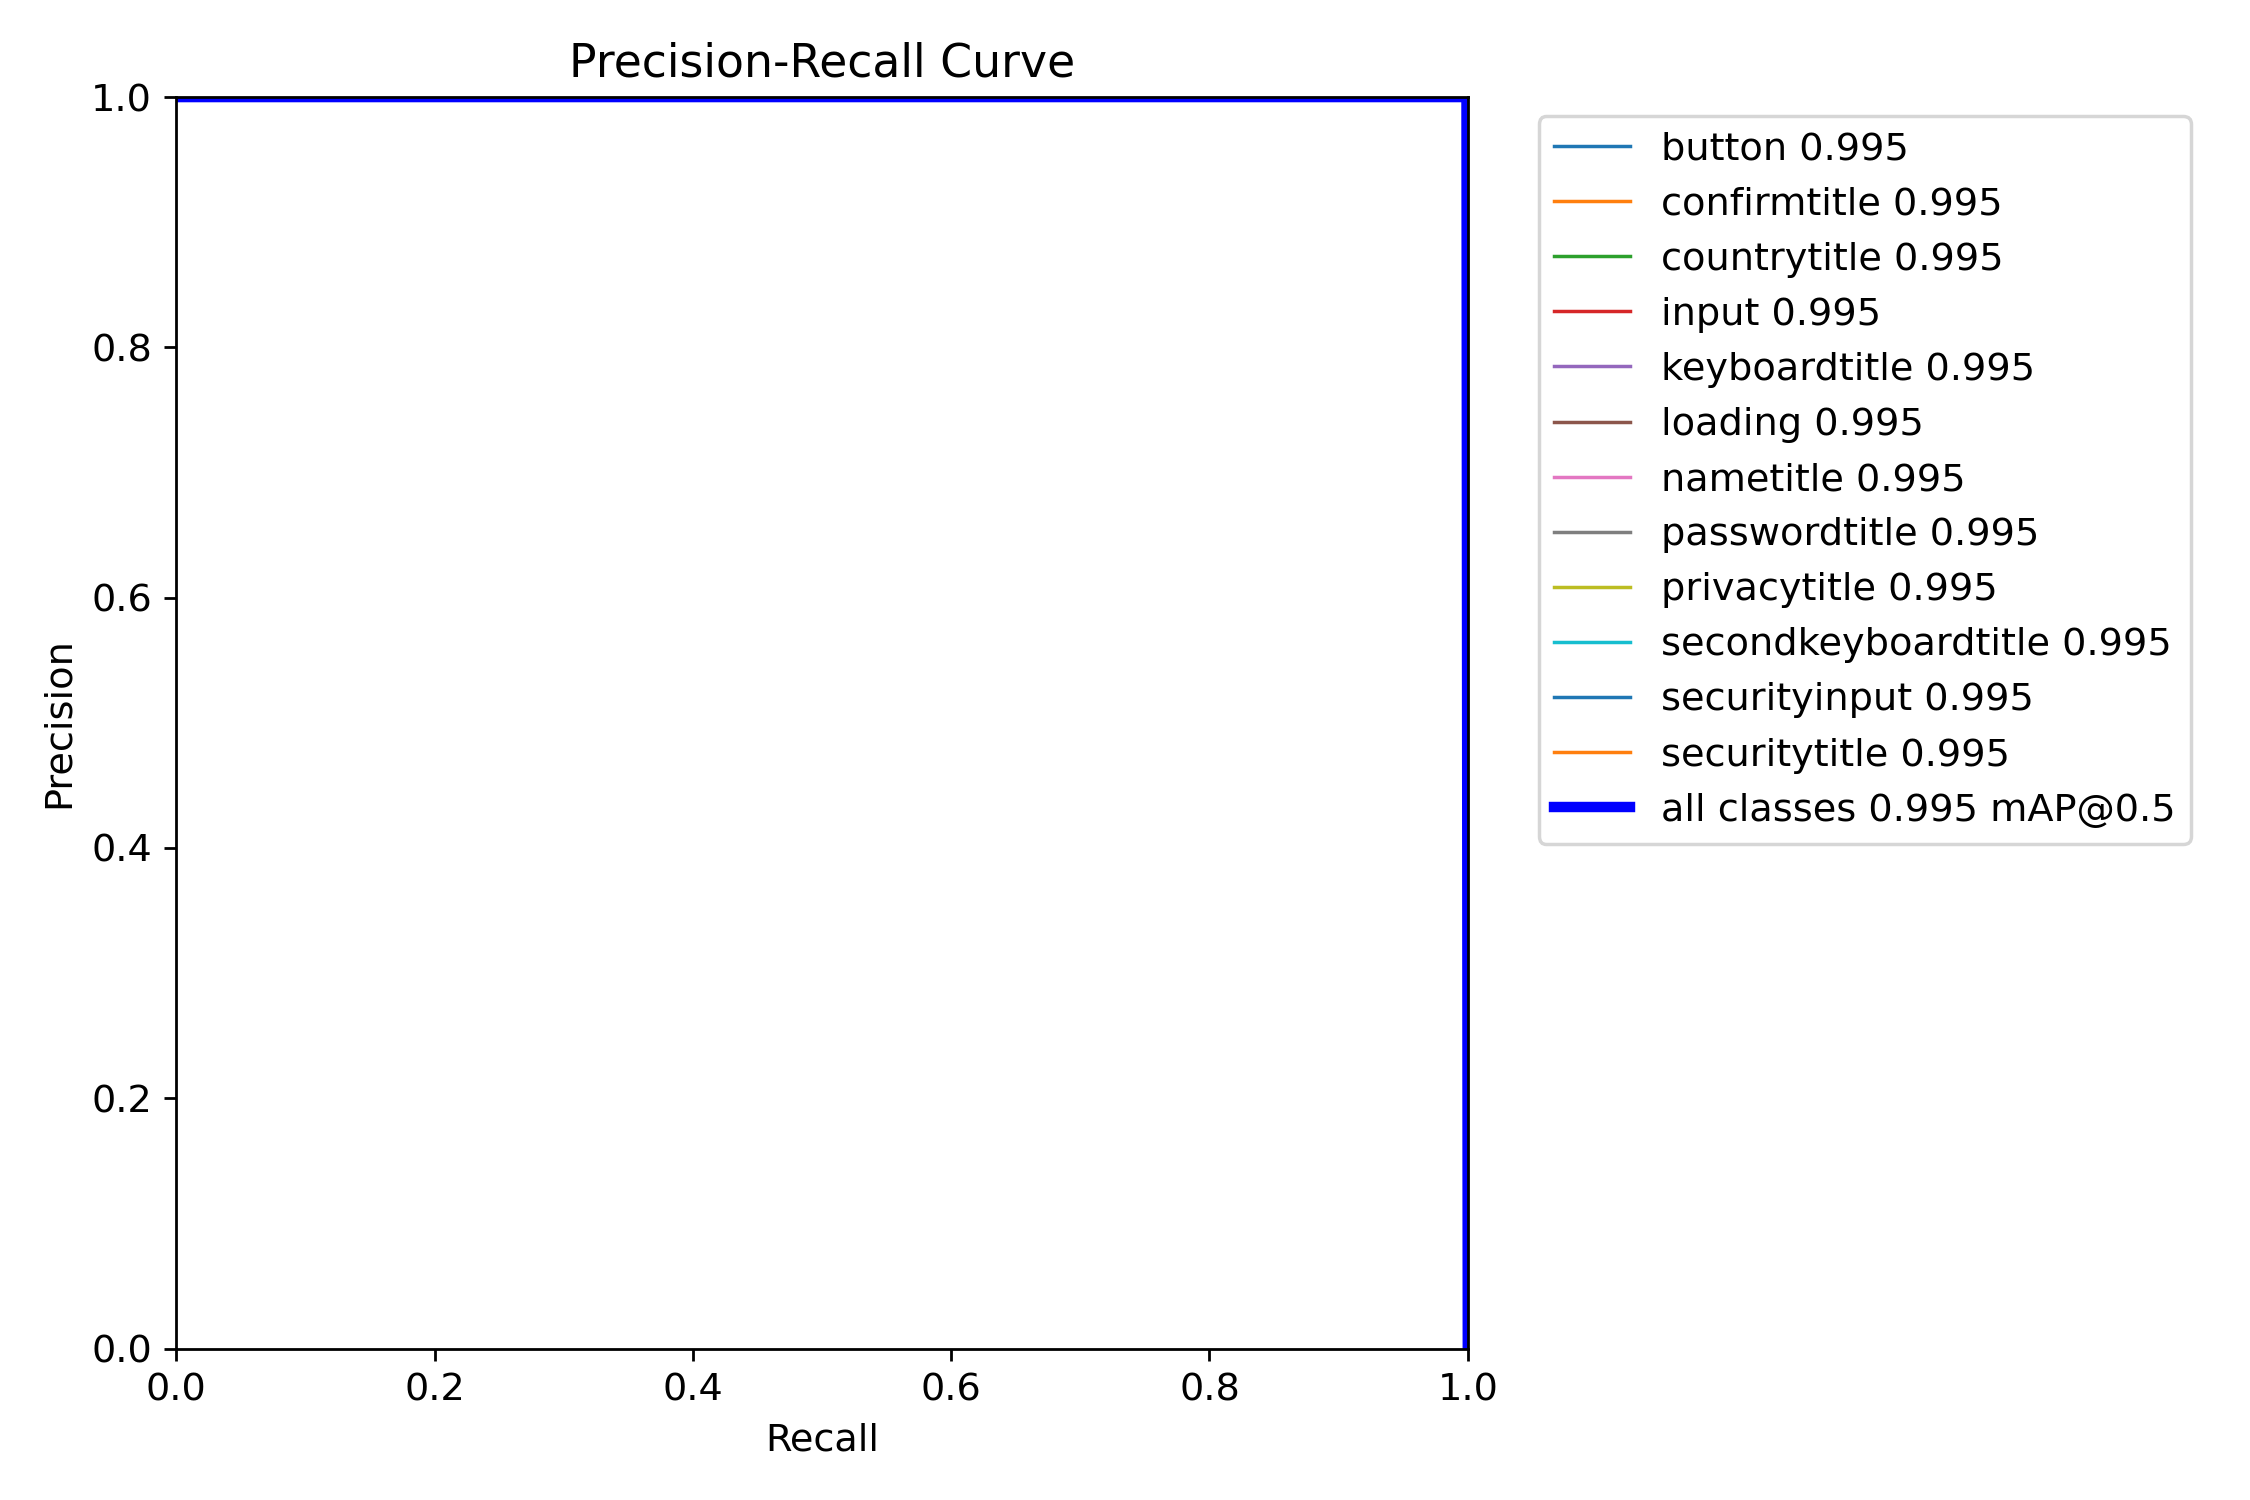 Precision-Recall Curve
1.0
0.8
0.6
0.4
0.2
0.0
Precision
0.0 0.2 0.4 0.6 0.8 1.0
Recall
button 0.995
confirmtitle 0.995
countrytitle 0.995
input 0.995
keyboardtitle 0.995
loading 0.995
nametitle 0.995
passwordtitle 0.995
privacytitle 0.995
secondkeyboardtitle 0.995
securityinput 0.995
securitytitle 0.995
all classes 0.995 mAP@0.5